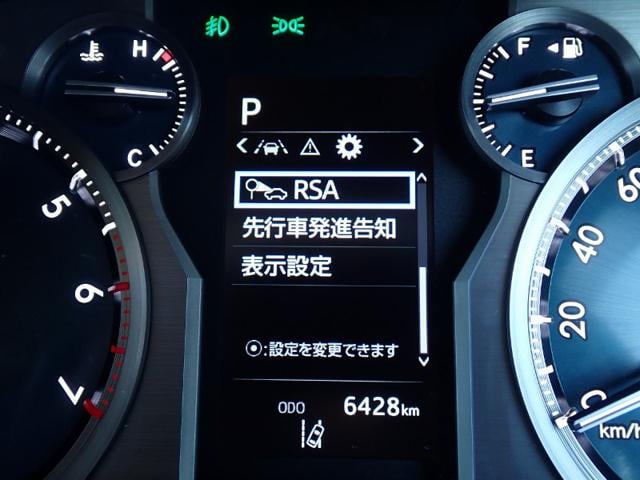 H
C
F
E
P
RSA
先行車発進告知
表示設定
⦿:設定を変更できます
ODO 6428km
5
6
7
60
40
20
0
km/h